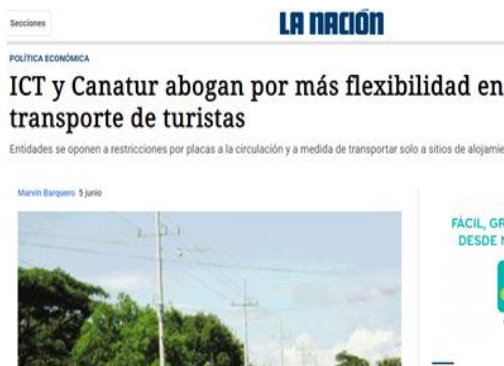 Secciones
LA NACIÓN
POLÍTICA ECONÓMICA
ICT y Canatur abogan por más flexibilidad en
transporte de turistas
Entidades se oponen a restricciones por placas a la circulación y a medida de transportar solo a sitios de alojamie
Marvin Barquero. 5 junio
FÁCIL, GR
DESDE